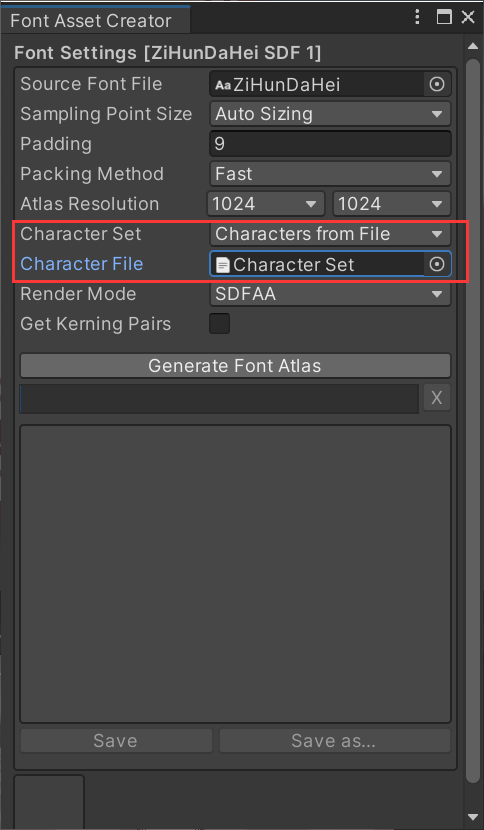 Font Asset Creator
Font Settings [ZiHunDaHei SDF 1]
Source Font File Aa ZiHunDaHei
Sampling Point Size Auto Sizing
Padding 9
Packing Method Fast
Atlas Resolution 1024 1024
Character Set Characters from File
Character File Character Set
Render Mode SDFAA
Get Kerning Pairs
Generate Font Atlas
X
Save Save as...